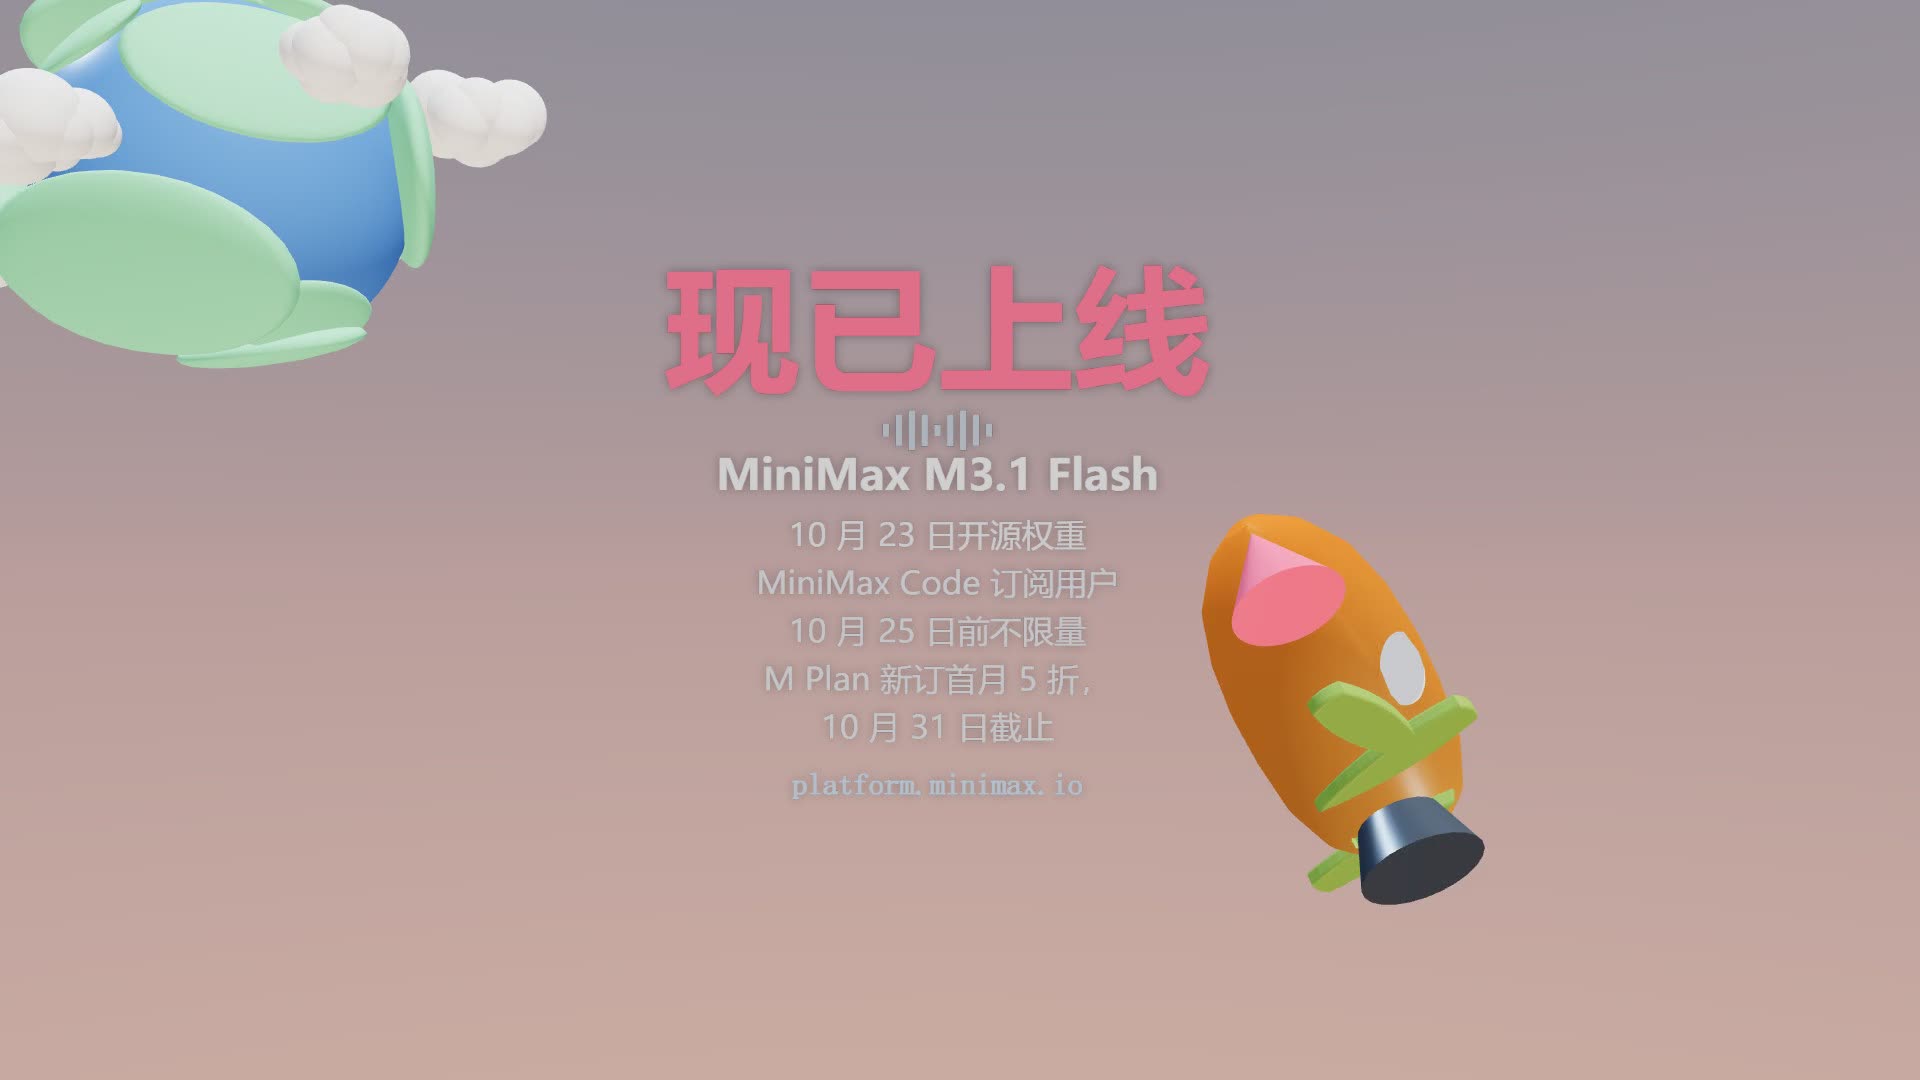 现已上线
MiniMax M3.1 Flash
10 月 23 日开源权重
MiniMax Code 订阅用户
10 月 25 日前不限量
M Plan 新订首月 5 折，
10 月 31 日截止
platform.minimax.io